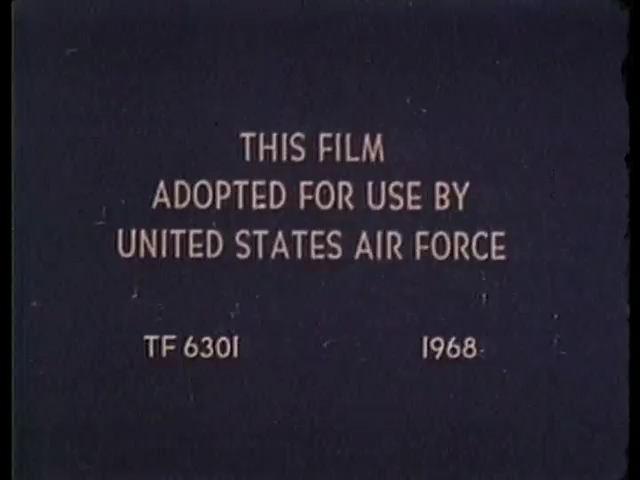 THIS FILM
ADOPTED FOR USE BY
UNITED STATES AIR FORCE
TF 6301 1968